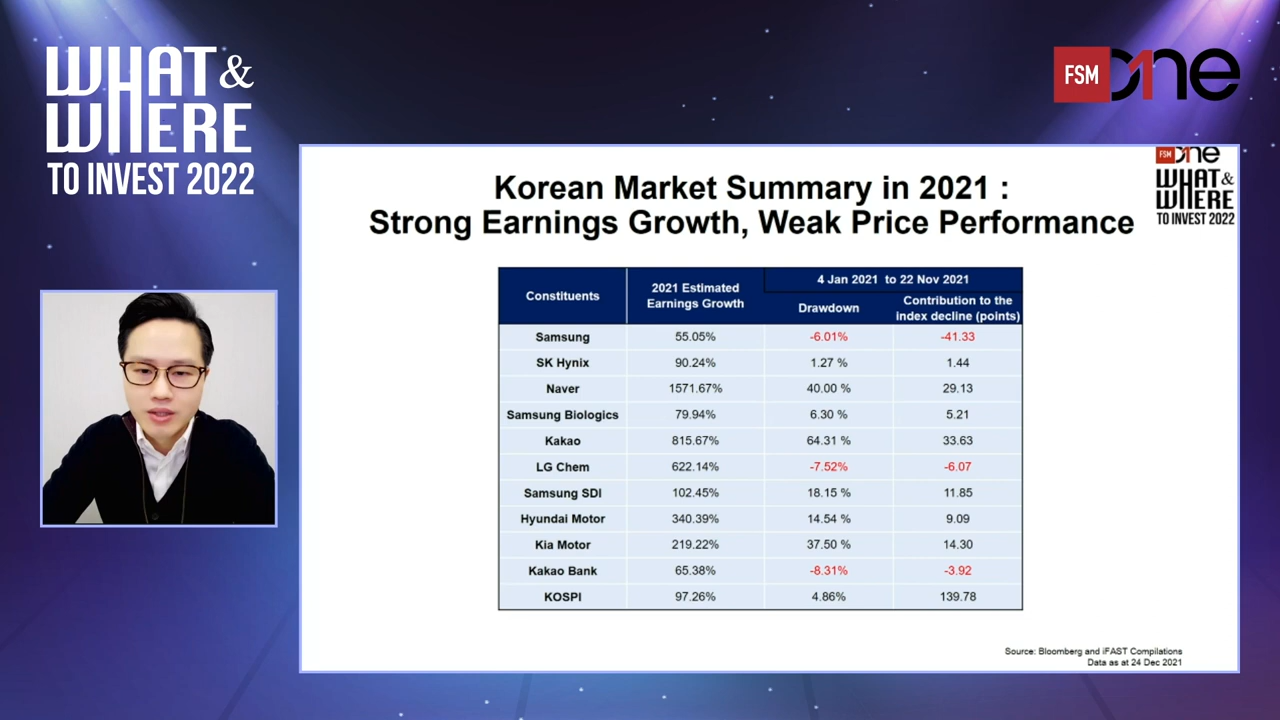 WHAT &
WHERE
TO INVEST 2022
FSM One
FSM One
WHAT &
WHERE
TO INVEST 2022
Korean Market Summary in 2021 :
Strong Earnings Growth, Weak Price Performance
Constituents
2021 Estimated
Earnings Growth
4 Jan 2021 to 22 Nov 2021
Drawdown
Contribution to the
index decline (points)
Samsung 55.05% -6.01% -41.33
SK Hynix 90.24% 1.27 % 1.44
Naver 1571.67% 40.00 % 29.13
Samsung Biologics 79.94% 6.30 % 5.21
Kakao 815.67% 64.31 % 33.63
LG Chem 622.14% -7.52% -6.07
Samsung SDI 102.45% 18.15 % 11.85
Hyundai Motor 340.39% 14.54 % 9.09
Kia Motor 219.22% 37.50 % 14.30
Kakao Bank 65.38% -8.31% -3.92
KOSPI 97.26% 4.86% 139.78
Source: Bloomberg and iFAST Compilations
Data as at 24 Dec 2021